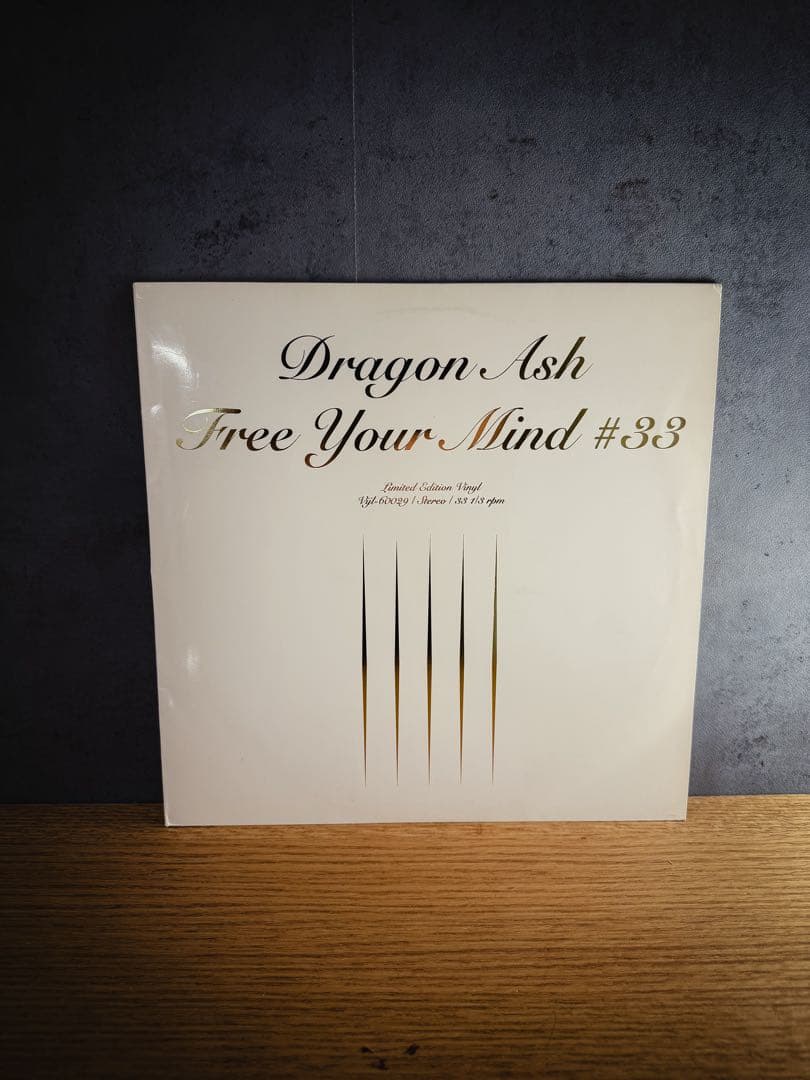 Dragon Ash
Free Your Mind #33
Limited Edition Vinyl
Vijl-60029 / Stereo / 33 1/3 rpm